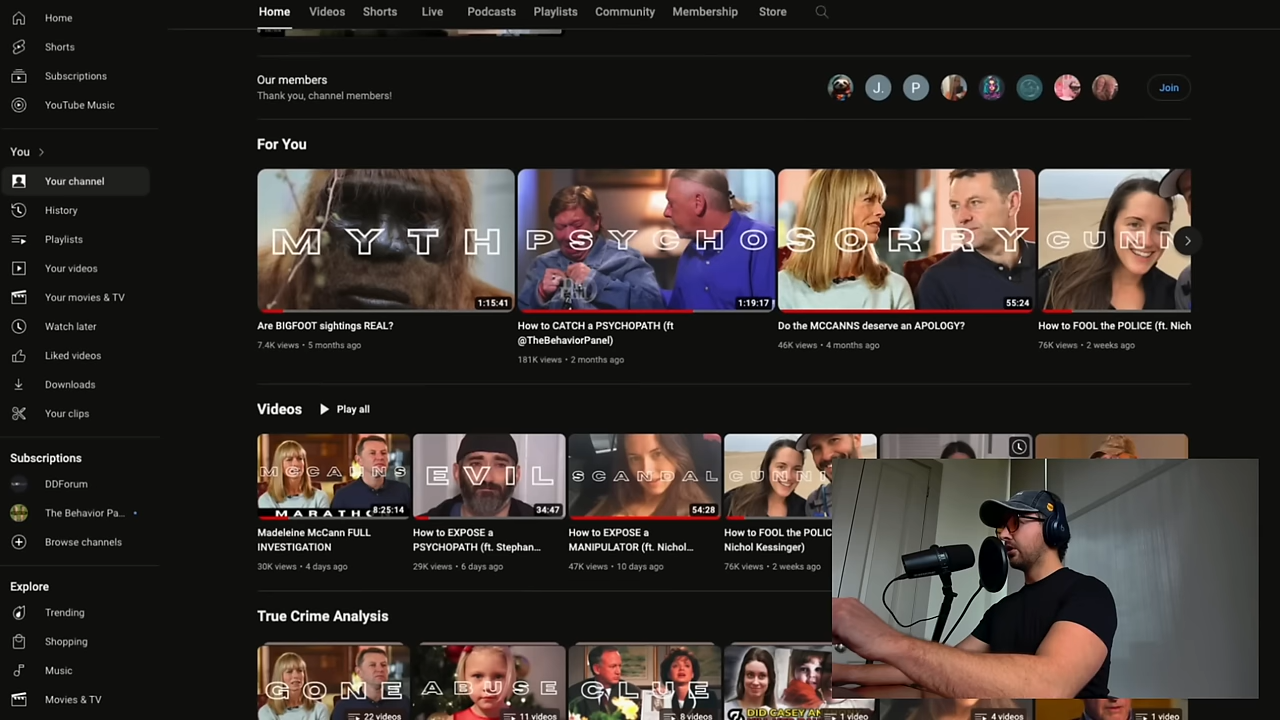 Home
Videos
Shorts
Live
Podcasts
Playlists
Community
Membership
Store
Home
Shorts
Subscriptions
YouTube Music
You
Your channel
History
Playlists
Your videos
Your movies & TV
Watch later
Liked videos
Downloads
Your clips
Subscriptions
DDForum
The Behavior Pa...
Browse channels
Explore
Trending
Shopping
Music
Movies & TV
Our members
Thank you, channel members!
J.
P
Join
For You
MYTH
1:15:41
Are BIGFOOT sightings REAL?
7.4K views • 5 months ago
PSYCHO
1:19:17
How to CATCH a PSYCHOPATH (ft
@TheBehaviorPanel)
181K views • 2 months ago
SORRY
55:24
Do the MCCANNS deserve an APOLOGY?
46K views • 4 months ago
CUNN
How to FOOL the POLICE (ft. Nich
76K views • 2 weeks ago
Videos
Play all
MCCANNS
MARATHO
8:25:14
Madeleine McCann FULL
INVESTIGATION
30K views • 4 days ago
EVIL
34:47
How to EXPOSE a
PSYCHOPATH (ft. Stephan...
29K views • 6 days ago
SCANDAL
54:28
How to EXPOSE a
MANIPULATOR (ft. Nichol...
47K views • 10 days ago
CUNNI
How to FOOL the POLIC
Nichol Kessinger)
76K views • 2 weeks ago
True Crime Analysis
GONE
22 videos
ABUSE
11 videos
CLUE
8 videos
DID CASEY AN
1 video
4 videos
1 video